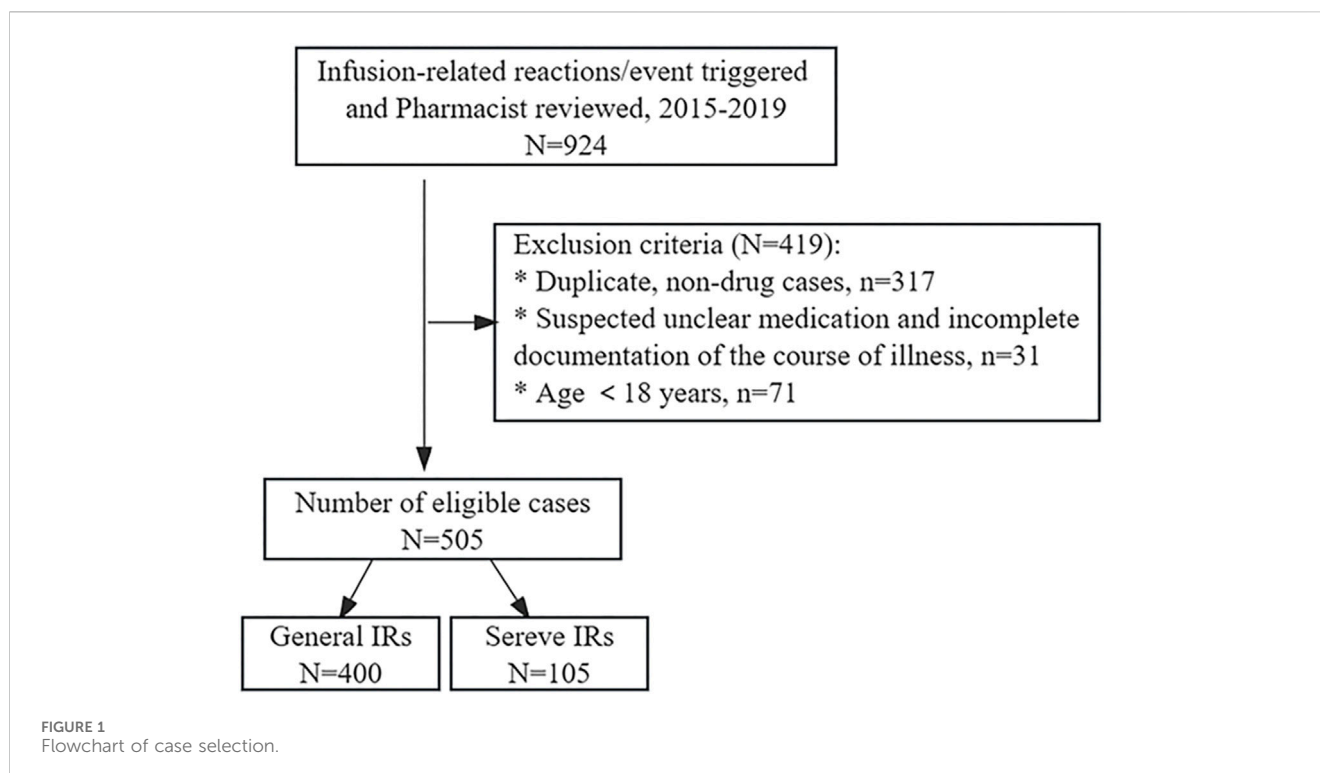 Infusion-related reactions/event triggered
and Pharmacist reviewed, 2015-2019
N=924
Exclusion criteria (N=419):
* Duplicate, non-drug cases, n=317
* Suspected unclear medication and incomplete
documentation of the course of illness, n=31
* Age < 18 years, n=71
Number of eligible cases
N=505
General IRs
N=400
Sereve IRs
N=105
FIGURE 1
Flowchart of case selection.